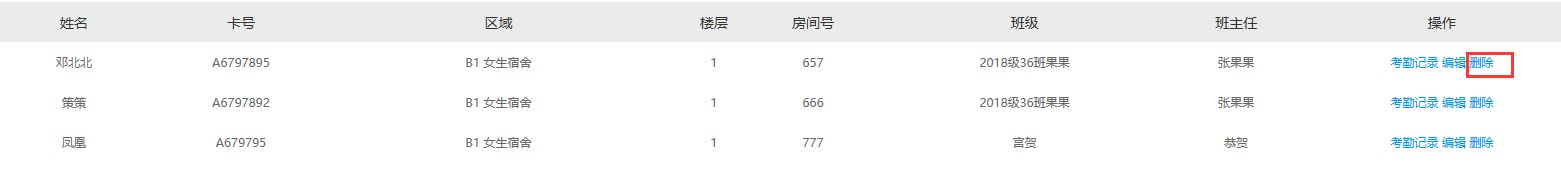 姓名 卡号 区域 楼层 房间号 班级 班主任 操作
邓北北 A6797895 B1 女生宿舍 1 657 2018级36班果果 张果果 考勤记录 编辑 删除
策策 A6797892 B1 女生宿舍 1 666 2018级36班果果 张果果 考勤记录 编辑 删除
凤凰 A679795 B1 女生宿舍 1 777 宫贺 恭贺 考勤记录 编辑 删除